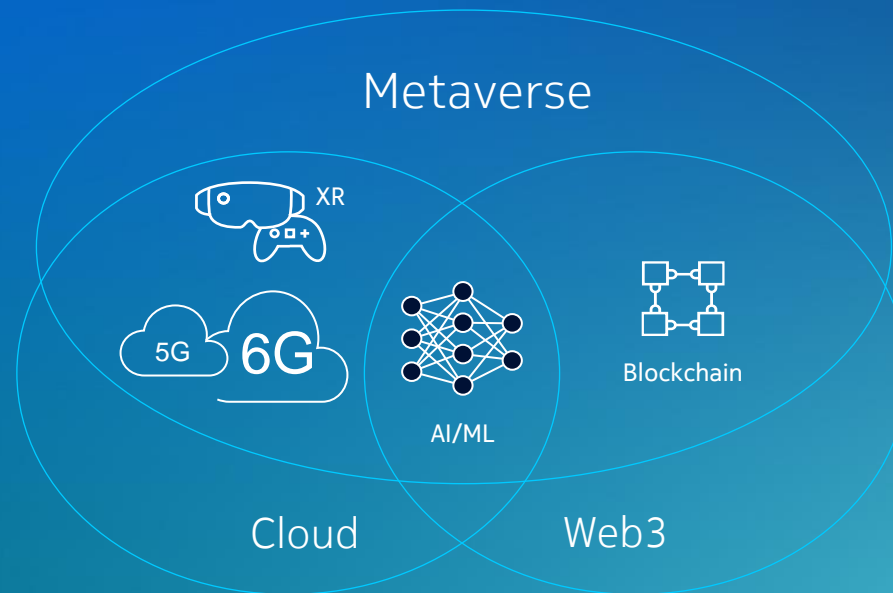 Metaverse
XR
5G
6G
Blockchain
AI/ML
Cloud
Web3